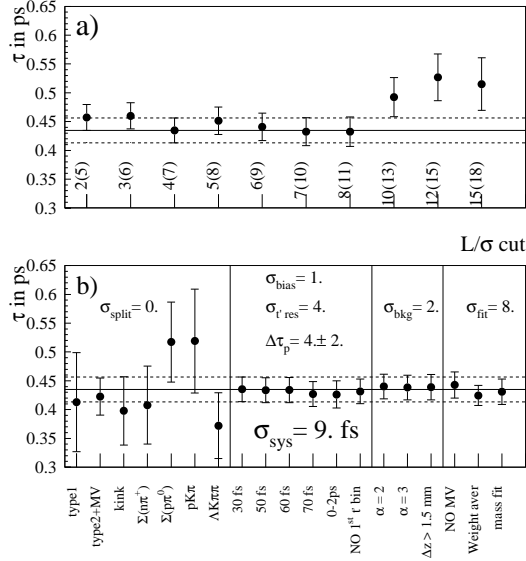 a)
τ in ps
0.65
0.6
0.55
0.5
0.45
0.4
0.35
0.3
2(5)
3(6)
4(7)
5(8)
6(9)
7(10)
8(11)
10(13)
12(15)
15(18)
L/σ cut
b)
τ in ps
0.65
0.6
0.55
0.5
0.45
0.4
0.35
0.3
σsplit= 0.
σbias= 1.
σt' res= 4.
Δτp= 4.± 2.
σbkg= 2.
σfit= 8.
σsys= 9. fs
type1
type2+MV
kink
Σ(nπ+)
Σ(pπ0)
pKπ
ΛKππ
30 fs
50 fs
60 fs
70 fs
0-2ps
NO 1st t bin
α = 2
α = 3
Δz > 1.5 mm
NO MV
Weight aver
mass fit